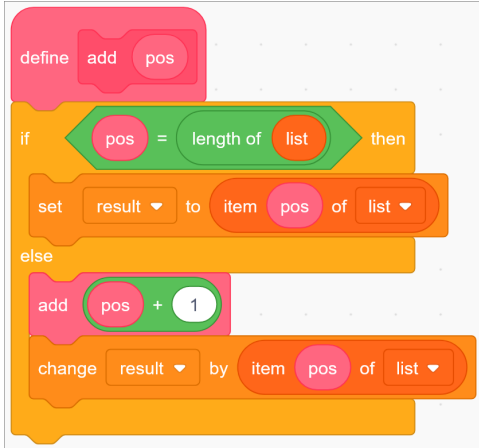 define add pos
if pos = length of list then
set result to item pos of list
else
add pos + 1
change result by item pos of list